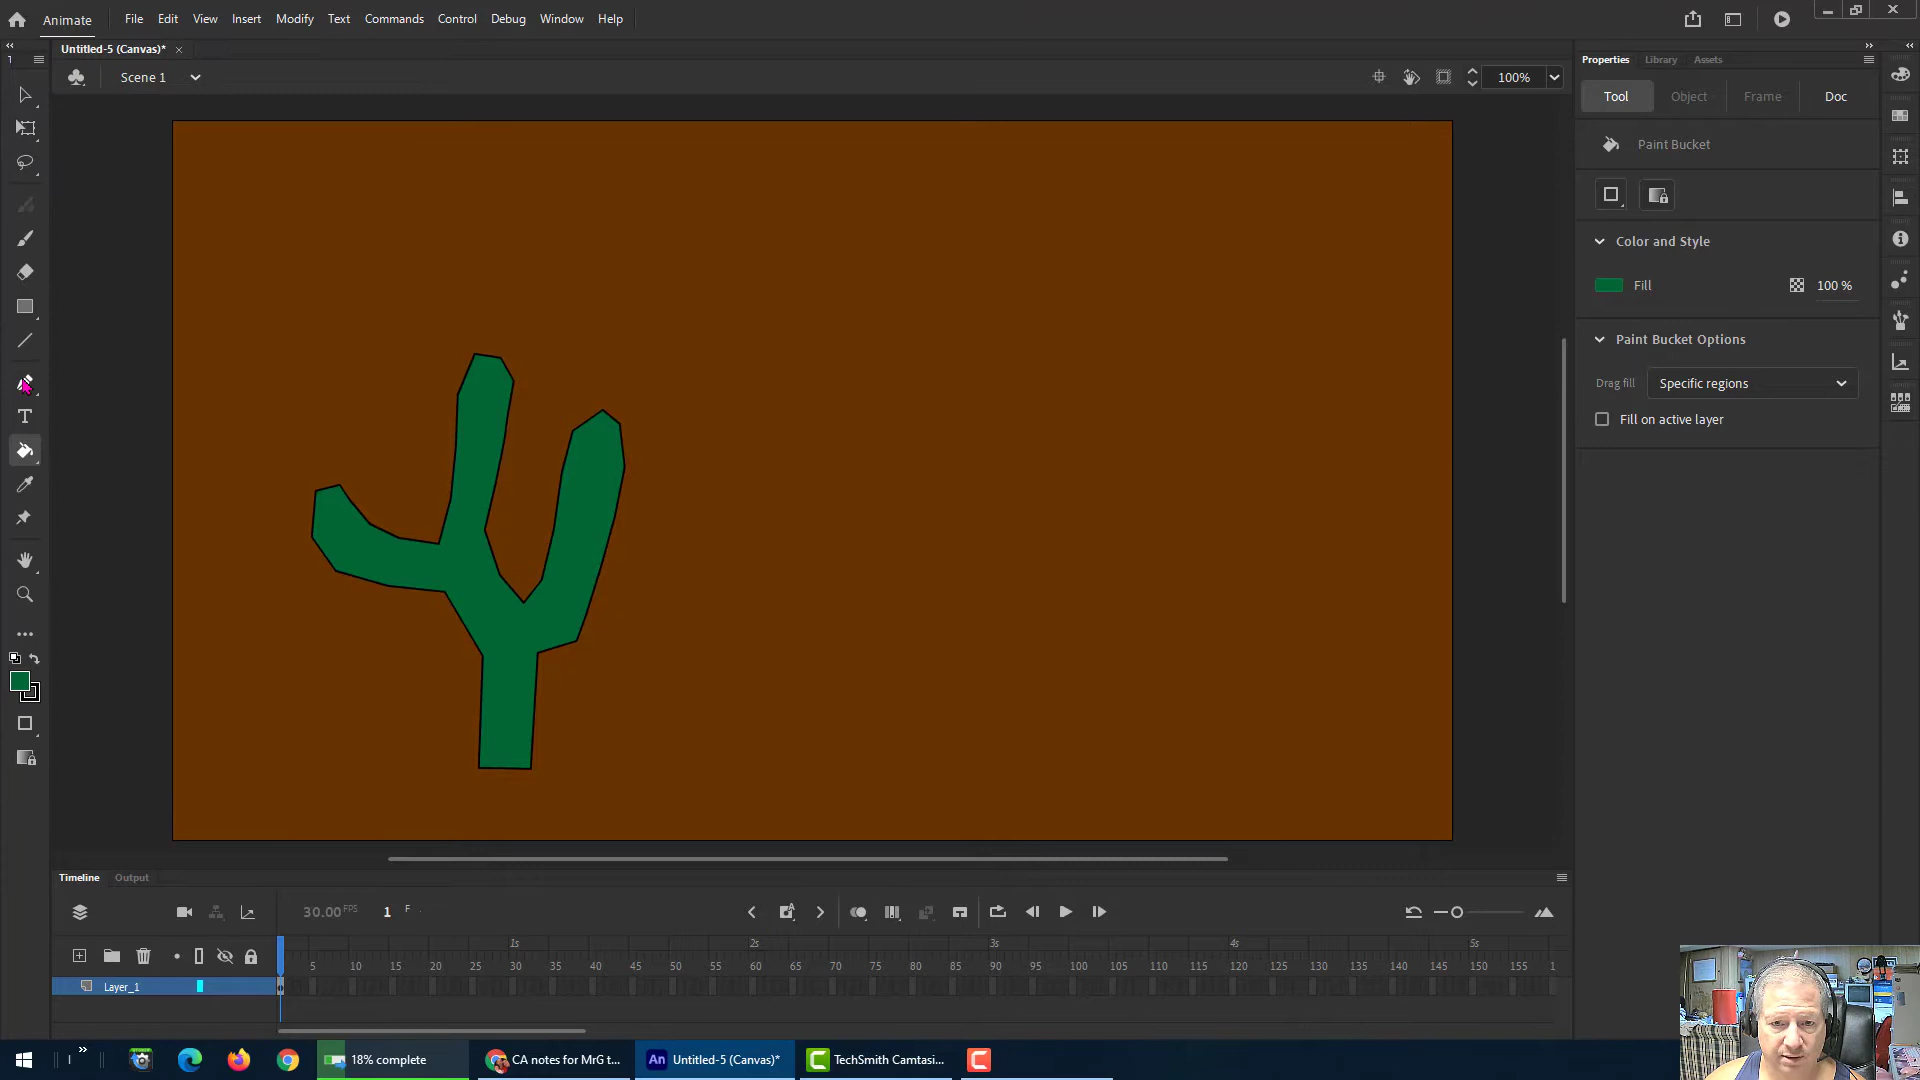 Animate File Edit View Insert Modify Text Commands Control Debug Window Help
Untitled-5 (Canvas)*
Scene 1
100%
Properties Library Assets
Tool Object Frame Doc
Paint Bucket
Color and Style
Fill 100 %
Paint Bucket Options
Drag fill Specific regions
Fill on active layer
1
T
Timeline Output
30.00 FPS 1 F
1s 2s 3s 4s 5s
5 10 15 20 25 30 35 40 45 50 55 60 65 70 75 80 85 90 95 100 105 110 115 120 125 130 135 140 145 150 155 1
Layer_1
18% complete
CA notes for MrG t...
An Untitled-5 (Canvas)*
TechSmith Camtasi...